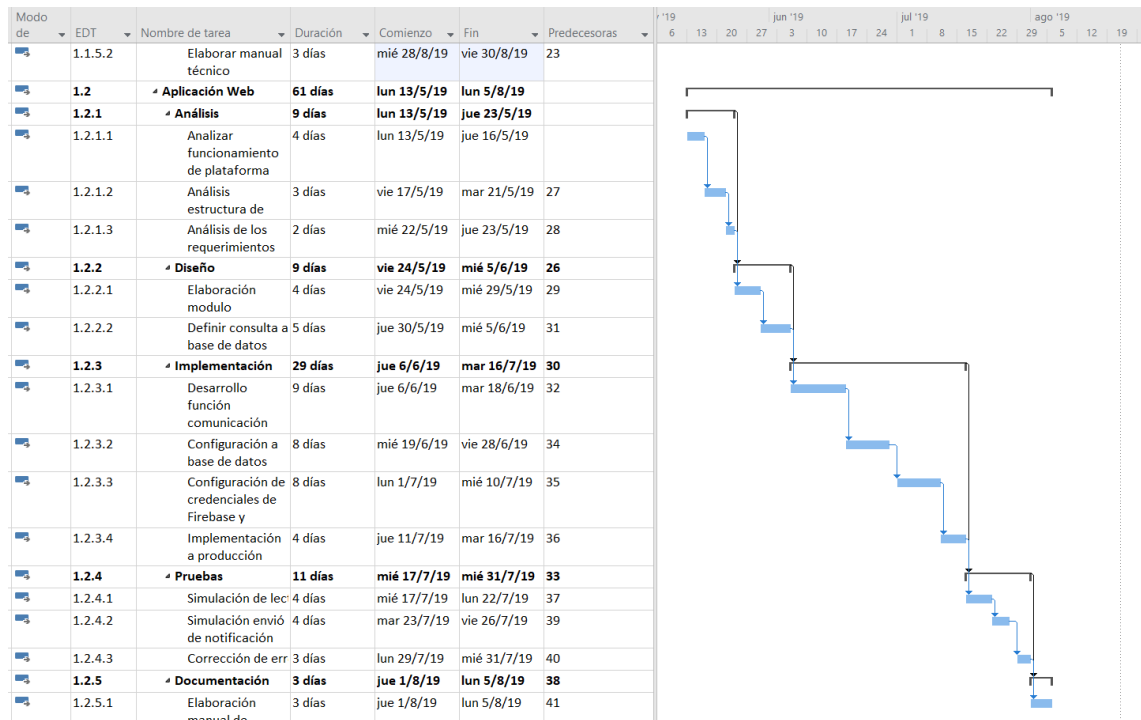 Modo
de EDT Nombre de tarea Duración Comienzo Fin Predecesoras
'19 jun '19 jul '19 ago '19
6 13 20 27 3 10 17 24 1 8 15 22 29 5 12 19
1.1.5.2 Elaborar manual 3 días mié 28/8/19 vie 30/8/19 23
técnico
1.2 Aplicación Web 61 días lun 13/5/19 lun 5/8/19
1.2.1 Análisis 9 días lun 13/5/19 jue 23/5/19
1.2.1.1 Analizar 4 días lun 13/5/19 jue 16/5/19
funcionamiento
de plataforma
1.2.1.2 Análisis 3 días vie 17/5/19 mar 21/5/19 27
estructura de
1.2.1.3 Análisis de los 2 días mié 22/5/19 jue 23/5/19 28
requerimientos
1.2.2 Diseño 9 días vie 24/5/19 mié 5/6/19 26
1.2.2.1 Elaboración 4 días vie 24/5/19 mié 29/5/19 29
modulo
1.2.2.2 Definir consulta a 5 días jue 30/5/19 mié 5/6/19 31
base de datos
1.2.3 Implementación 29 días jue 6/6/19 mar 16/7/19 30
1.2.3.1 Desarrollo 9 días jue 6/6/19 mar 18/6/19 32
función
comunicación
1.2.3.2 Configuración a 8 días mié 19/6/19 vie 28/6/19 34
base de datos
1.2.3.3 Configuración de 8 días lun 1/7/19 mié 10/7/19 35
credenciales de
Firebase y
1.2.3.4 Implementación 4 días jue 11/7/19 mar 16/7/19 36
a producción
1.2.4 Pruebas 11 días mié 17/7/19 mié 31/7/19 33
1.2.4.1 Simulación de lec 4 días mié 17/7/19 lun 22/7/19 37
1.2.4.2 Simulación envió 4 días mar 23/7/19 vie 26/7/19 39
de notificación
1.2.4.3 Corrección de err 3 días lun 29/7/19 mié 31/7/19 40
1.2.5 Documentación 3 días jue 1/8/19 lun 5/8/19 38
1.2.5.1 Elaboración 3 días jue 1/8/19 lun 5/8/19 41
manual de